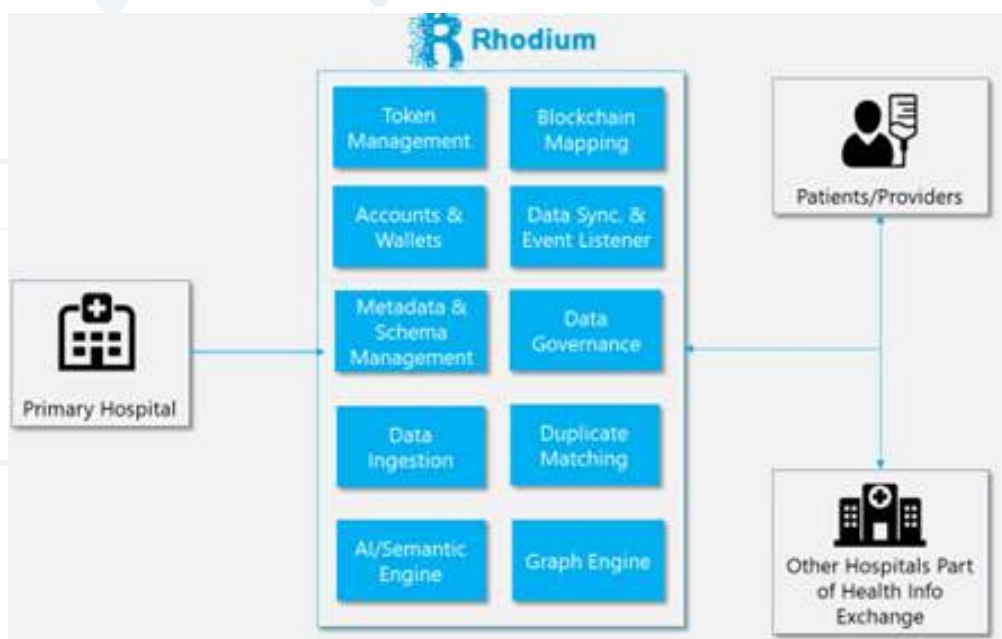 Rhodium
Token
Management
Blockchain
Mapping
Accounts &
Wallets
Data Sync. &
Event Listener
Metadata &
Schema
Management
Data
Governance
Data
Ingestion
Duplicate
Matching
AI/Semantic
Engine
Graph Engine
Primary Hospital
Patients/Providers
Other Hospitals Part
of Health Info
Exchange